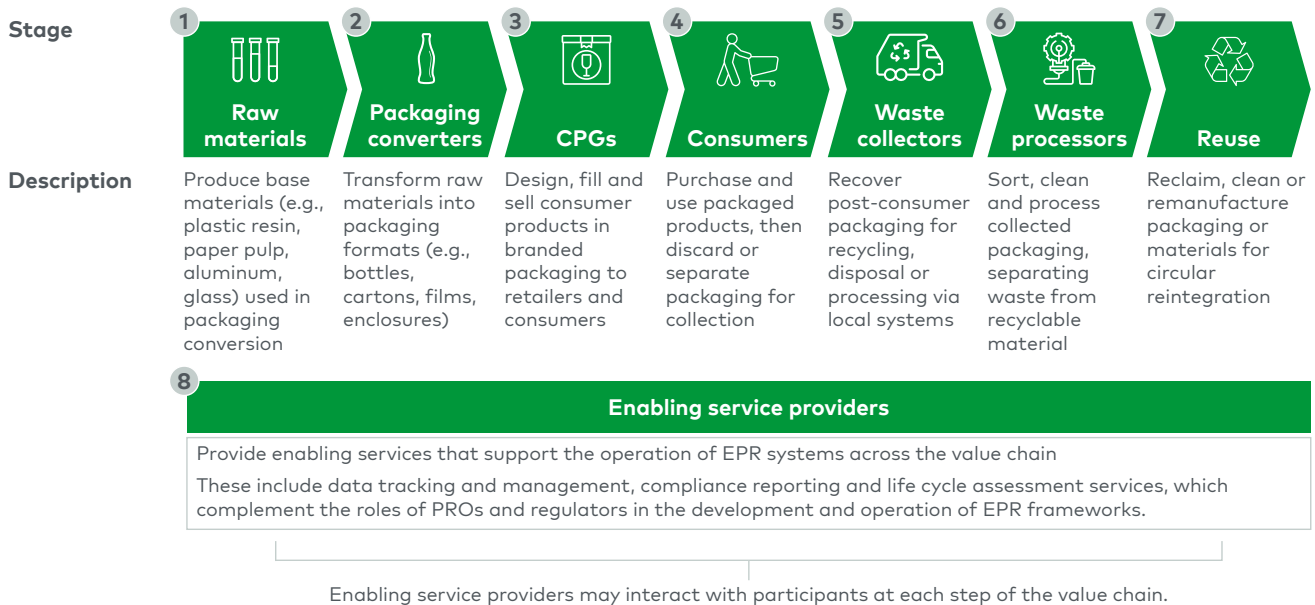 Stage
1
2
3
4
5
6
7
Raw
materials
Packaging
converters
CPGs
Consumers
Waste
collectors
Waste
processors
Reuse
Description
Produce base
materials (e.g.,
plastic resin,
paper pulp,
aluminum,
glass) used in
packaging
conversion
Transform raw
materials into
packaging
formats (e.g.,
bottles,
cartons, films,
enclosures)
Design, fill and
sell consumer
products in
branded
packaging to
retailers and
consumers
Purchase and
use packaged
products, then
discard or
separate
packaging for
collection
Recover
post-consumer
packaging for
recycling,
disposal or
processing via
local systems
Sort, clean
and process
collected
packaging,
separating
waste from
recyclable
material
Reclaim, clean or
remanufacture
packaging or
materials for
circular
reintegration
8
Enabling service providers
Provide enabling services that support the operation of EPR systems across the value chain
These include data tracking and management, compliance reporting and life cycle assessment services, which
complement the roles of PROs and regulators in the development and operation of EPR frameworks.
Enabling service providers may interact with participants at each step of the value chain.